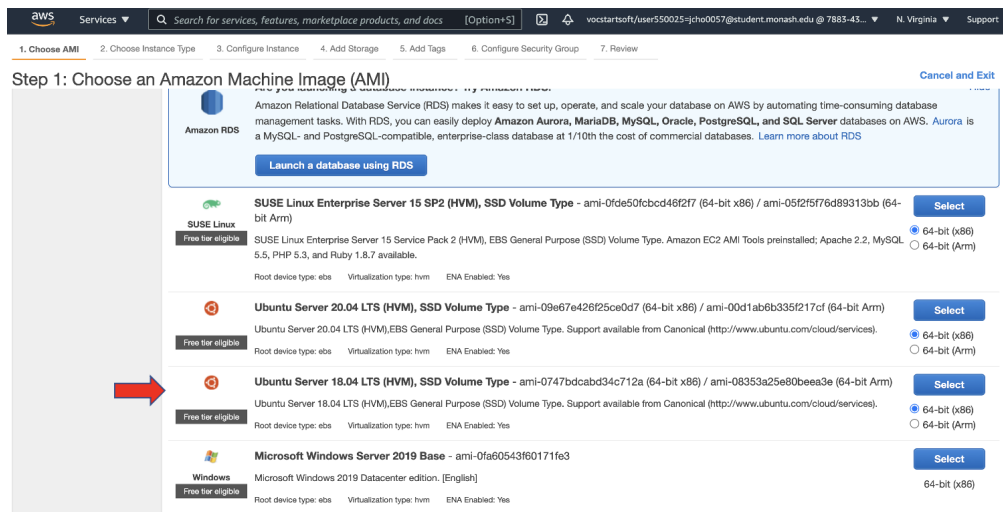 aws Services ▼ Search for services, features, marketplace products, and docs [Option+S] vocstartsoft/user550025=jcho0057@student.monash.edu @ 7883-43... ▼ N. Virginia ▼ Support
1. Choose AMI 2. Choose Instance Type 3. Configure Instance 4. Add Storage 5. Add Tags 6. Configure Security Group 7. Review
Step 1: Choose an Amazon Machine Image (AMI) Cancel and Exit
Are you launching a database instance? Try Amazon RDS. Hide
Amazon RDS
Amazon Relational Database Service (RDS) makes it easy to set up, operate, and scale your database on AWS by automating time-consuming database
management tasks. With RDS, you can easily deploy Amazon Aurora, MariaDB, MySQL, Oracle, PostgreSQL, and SQL Server databases on AWS. Aurora is
a MySQL- and PostgreSQL-compatible, enterprise-class database at 1/10th the cost of commercial databases. Learn more about RDS
Launch a database using RDS
SUSE Linux
Free tier eligible
SUSE Linux Enterprise Server 15 SP2 (HVM), SSD Volume Type - ami-0fde50fcbcd46f2f7 (64-bit x86) / ami-05f2f5f76d89313bb (64-
bit Arm)
SUSE Linux Enterprise Server 15 Service Pack 2 (HVM), EBS General Purpose (SSD) Volume Type. Amazon EC2 AMI Tools preinstalled; Apache 2.2, MySQL
5.5, PHP 5.3, and Ruby 1.8.7 available.
Root device type: ebs Virtualization type: hvm ENA Enabled: Yes
Select
64-bit (x86)
64-bit (Arm)
Free tier eligible
Ubuntu Server 20.04 LTS (HVM), SSD Volume Type - ami-09e67e426f25ce0d7 (64-bit x86) / ami-00d1ab6b335f217cf (64-bit Arm)
Ubuntu Server 20.04 LTS (HVM),EBS General Purpose (SSD) Volume Type. Support available from Canonical (http://www.ubuntu.com/cloud/services).
Root device type: ebs Virtualization type: hvm ENA Enabled: Yes
Select
64-bit (x86)
64-bit (Arm)
Free tier eligible
Ubuntu Server 18.04 LTS (HVM), SSD Volume Type - ami-0747bdcabd34c712a (64-bit x86) / ami-08353a25e80beea3e (64-bit Arm)
Ubuntu Server 18.04 LTS (HVM),EBS General Purpose (SSD) Volume Type. Support available from Canonical (http://www.ubuntu.com/cloud/services).
Root device type: ebs Virtualization type: hvm ENA Enabled: Yes
Select
64-bit (x86)
64-bit (Arm)
Windows
Free tier eligible
Microsoft Windows Server 2019 Base - ami-0fa60543f60171fe3
Microsoft Windows 2019 Datacenter edition. [English]
Root device type: ebs Virtualization type: hvm ENA Enabled: Yes
Select
64-bit (x86)